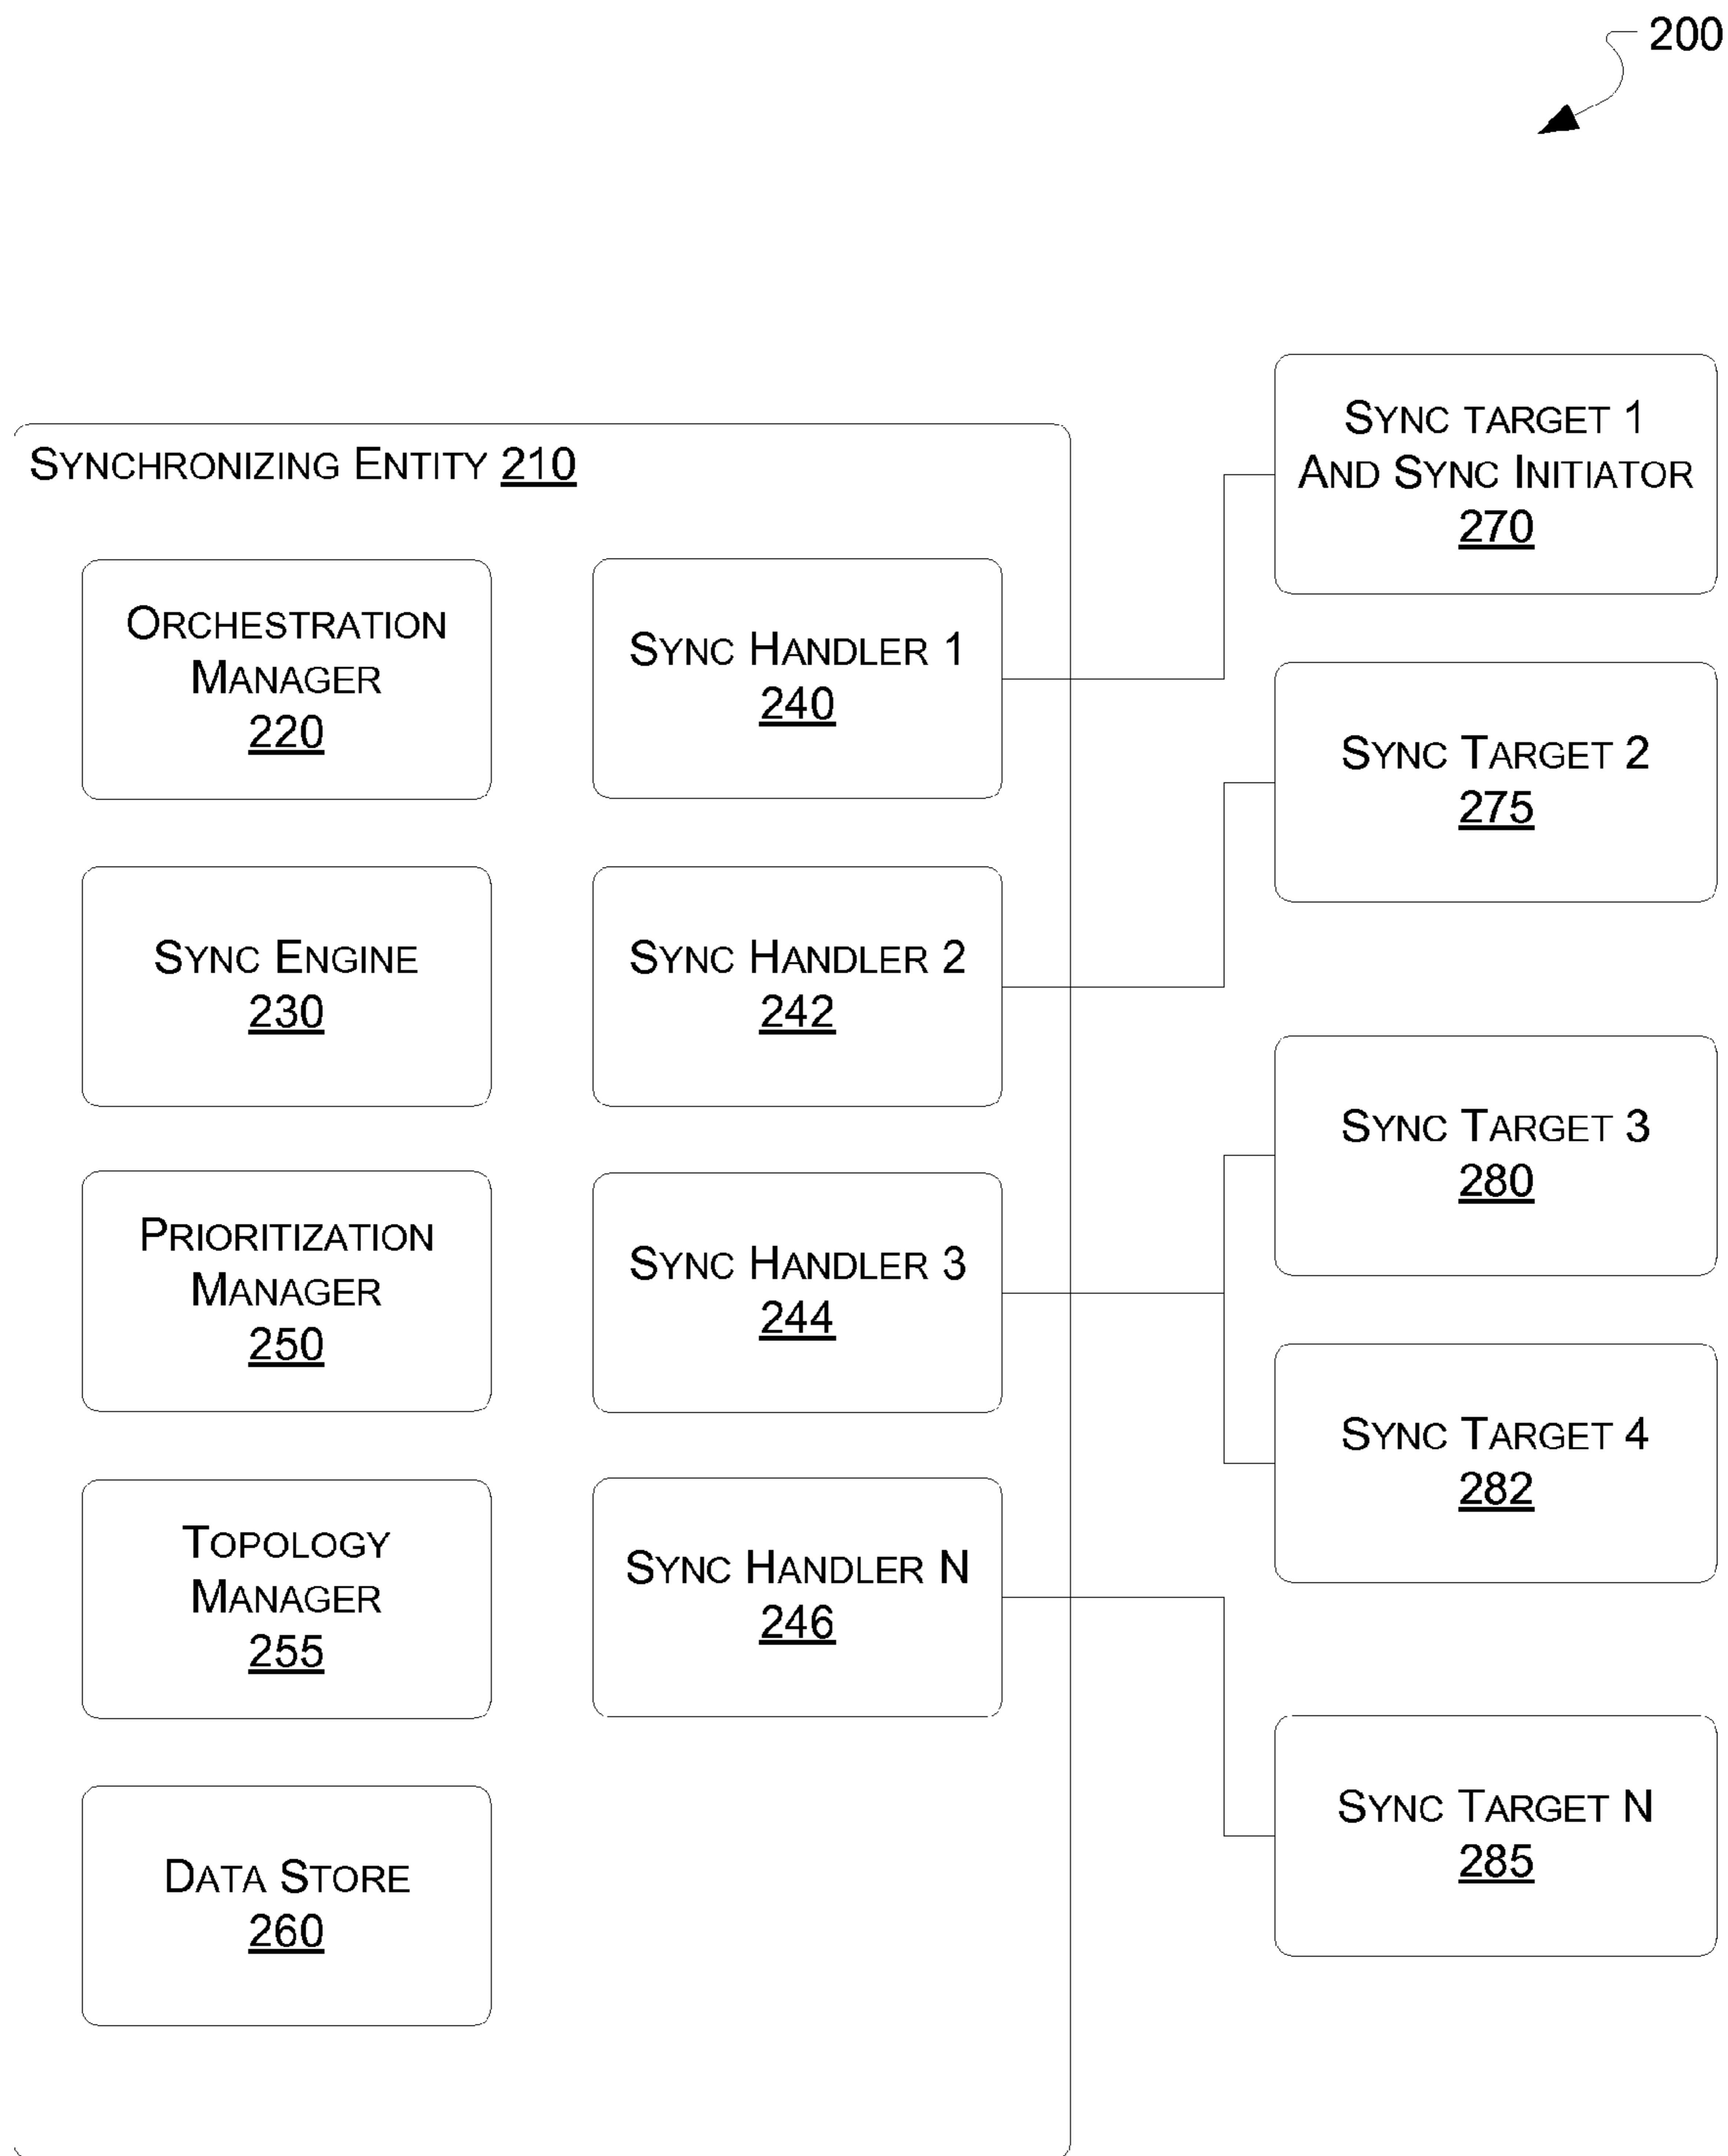 200
SYNCHRONIZING ENTITY 210
ORCHESTRATION
MANAGER
220
SYNC ENGINE
230
PRIORITIZATION
MANAGER
250
TOPOLOGY
MANAGER
255
DATA STORE
260
SYNC HANDLER 1
240
SYNC HANDLER 2
242
SYNC HANDLER 3
244
SYNC HANDLER N
246
SYNC TARGET 1
AND SYNC INITIATOR
270
SYNC TARGET 2
275
SYNC TARGET 3
280
SYNC TARGET 4
282
SYNC TARGET N
285